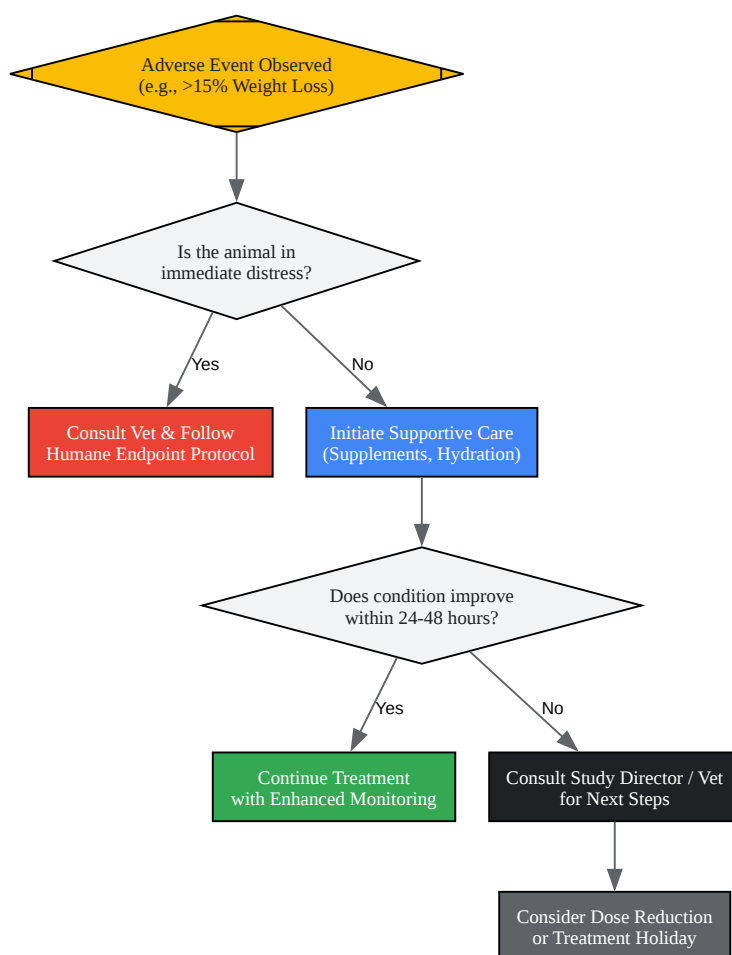 Adverse Event Observed
(e.g., >15% Weight Loss)
Is the animal in
immediate distress?
Yes
No
Consult Vet & Follow
Humane Endpoint Protocol
Initiate Supportive Care
(Supplements, Hydration)
Does condition improve
within 24-48 hours?
Yes
No
Continue Treatment
with Enhanced Monitoring
Consult Study Director / Vet
for Next Steps
Consider Dose Reduction
or Treatment Holiday